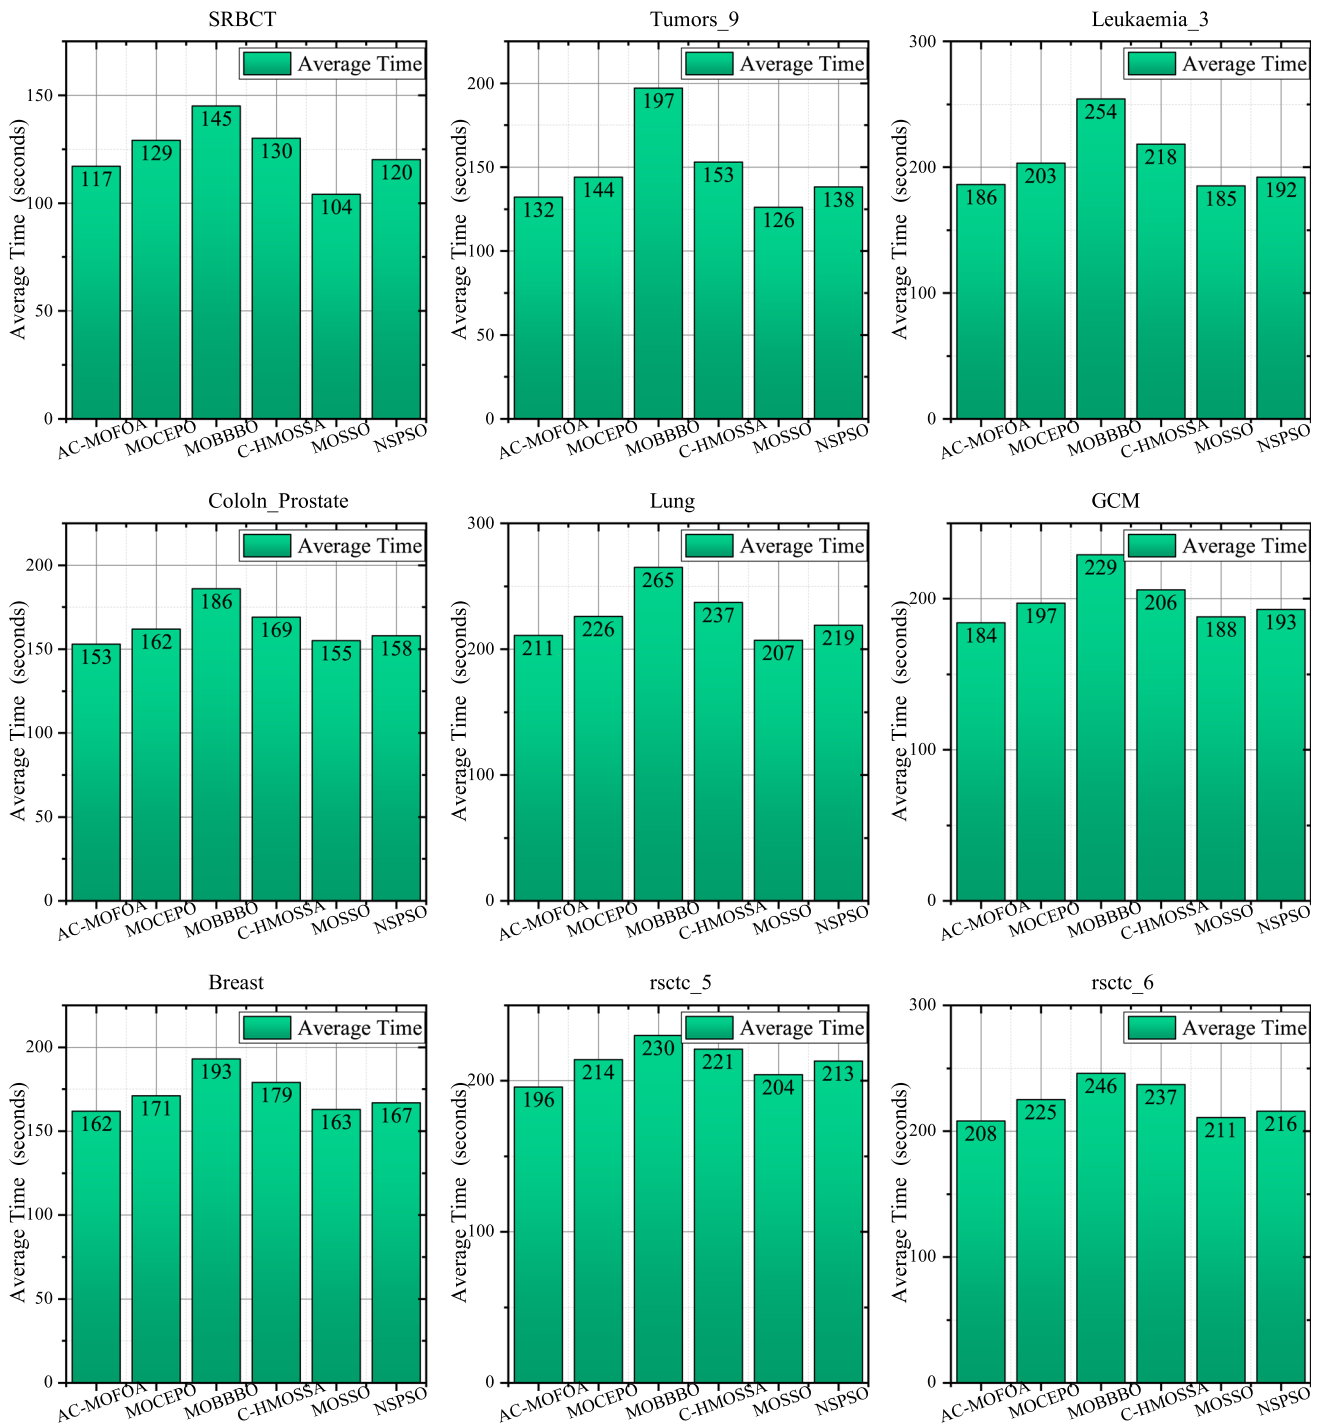 SRBCT
Average Time
Average Time (seconds)
150
100
50
0
117
129
145
130
104
120
AC-MOFOA
MOCEPO
MOBBBO
C-HMOSSA
MOSSO
NSPSO
Tumors_9
Average Time
Average Time (seconds)
200
150
100
50
0
132
144
197
153
126
138
AC-MOFOA
MOCEPO
MOBBBO
C-HMOSSA
MOSSO
NSPSO
Leukaemia_3
Average Time
Average Time (seconds)
300
200
100
0
186
203
254
218
185
192
AC-MOFOA
MOCEPO
MOBBBO
C-HMOSSA
MOSSO
NSPSO
Cololn_Prostate
Average Time
Average Time (seconds)
200
150
100
50
0
153
162
186
169
155
158
AC-MOFOA
MOCEPO
MOBBBO
C-HMOSSA
MOSSO
NSPSO
Lung
Average Time
Average Time (seconds)
300
200
100
0
211
226
265
237
207
219
AC-MOFOA
MOCEPO
MOBBBO
C-HMOSSA
MOSSO
NSPSO
GCM
Average Time
Average Time (seconds)
200
100
0
184
197
229
206
188
193
AC-MOFOA
MOCEPO
MOBBBO
C-HMOSSA
MOSSO
NSPSO
Breast
Average Time
Average Time (seconds)
200
150
100
50
0
162
171
193
179
163
167
AC-MOFOA
MOCEPO
MOBBBO
C-HMOSSA
MOSSO
NSPSO
rsctc_5
Average Time
Average Time (seconds)
200
100
0
196
214
230
221
204
213
AC-MOFOA
MOCEPO
MOBBBO
C-HMOSSA
MOSSO
NSPSO
rsctc_6
Average Time
Average Time (seconds)
300
200
100
0
208
225
246
237
211
216
AC-MOFOA
MOCEPO
MOBBBO
C-HMOSSA
MOSSO
NSPSO